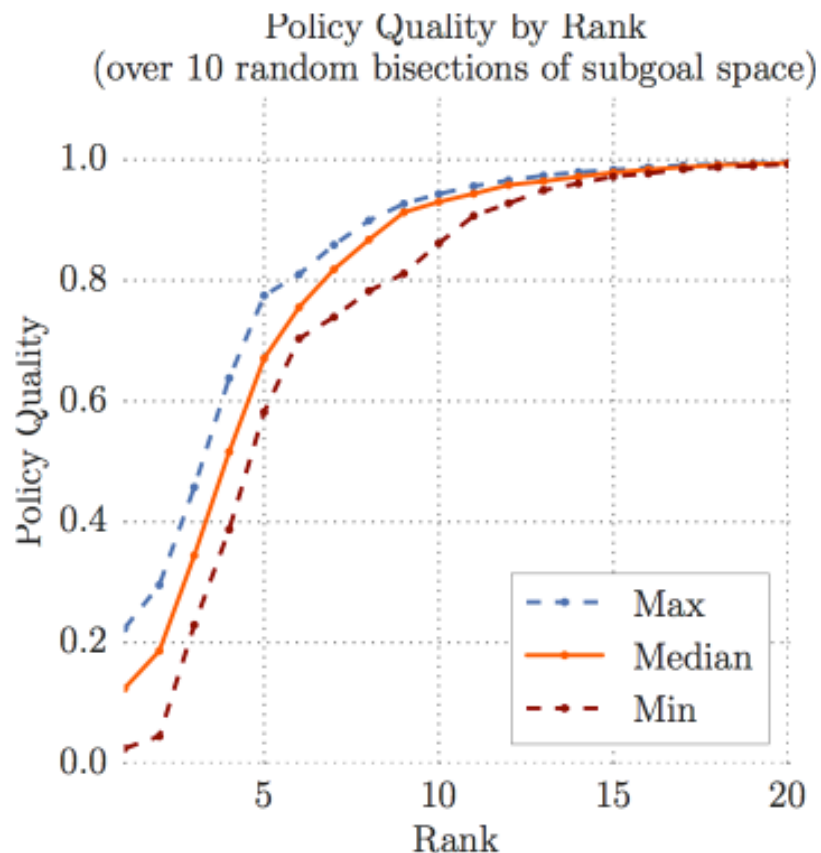 Policy Quality by Rank
(over 10 random bisections of subgoal space)
Policy Quality
1.0
0.8
0.6
0.4
0.2
0.0
Max
Median
Min
5
10
15
20
Rank